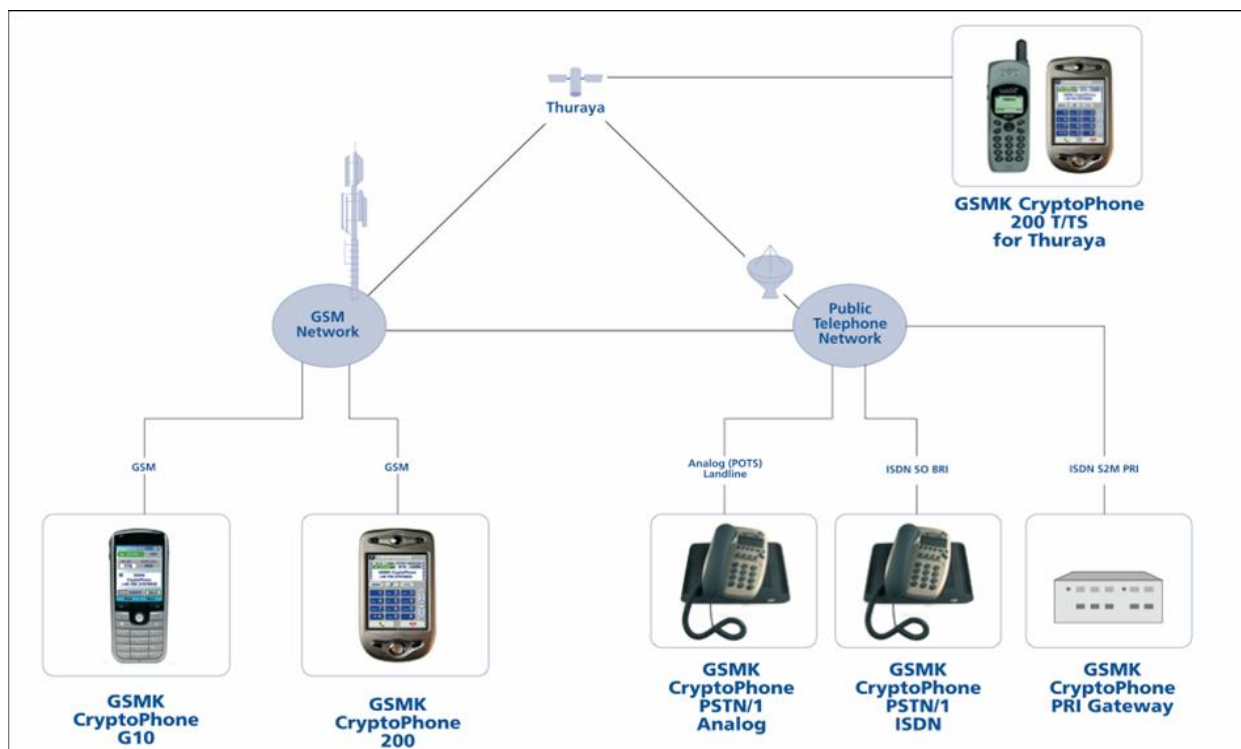 Thuraya
GSMK CryptoPhone
200 T/TS
for Thuraya
GSM
Network
Public
Telephone
Network
GSM
GSM
Analog (POTS)
Landline
ISDN SO BRI
ISDN S2M PRI
GSMK
CryptoPhone
G10
GSMK
CryptoPhone
200
GSMK
CryptoPhone
PSTN/1
Analog
GSMK
CryptoPhone
PSTN/1
ISDN
GSMK
CryptoPhone
PRI Gateway